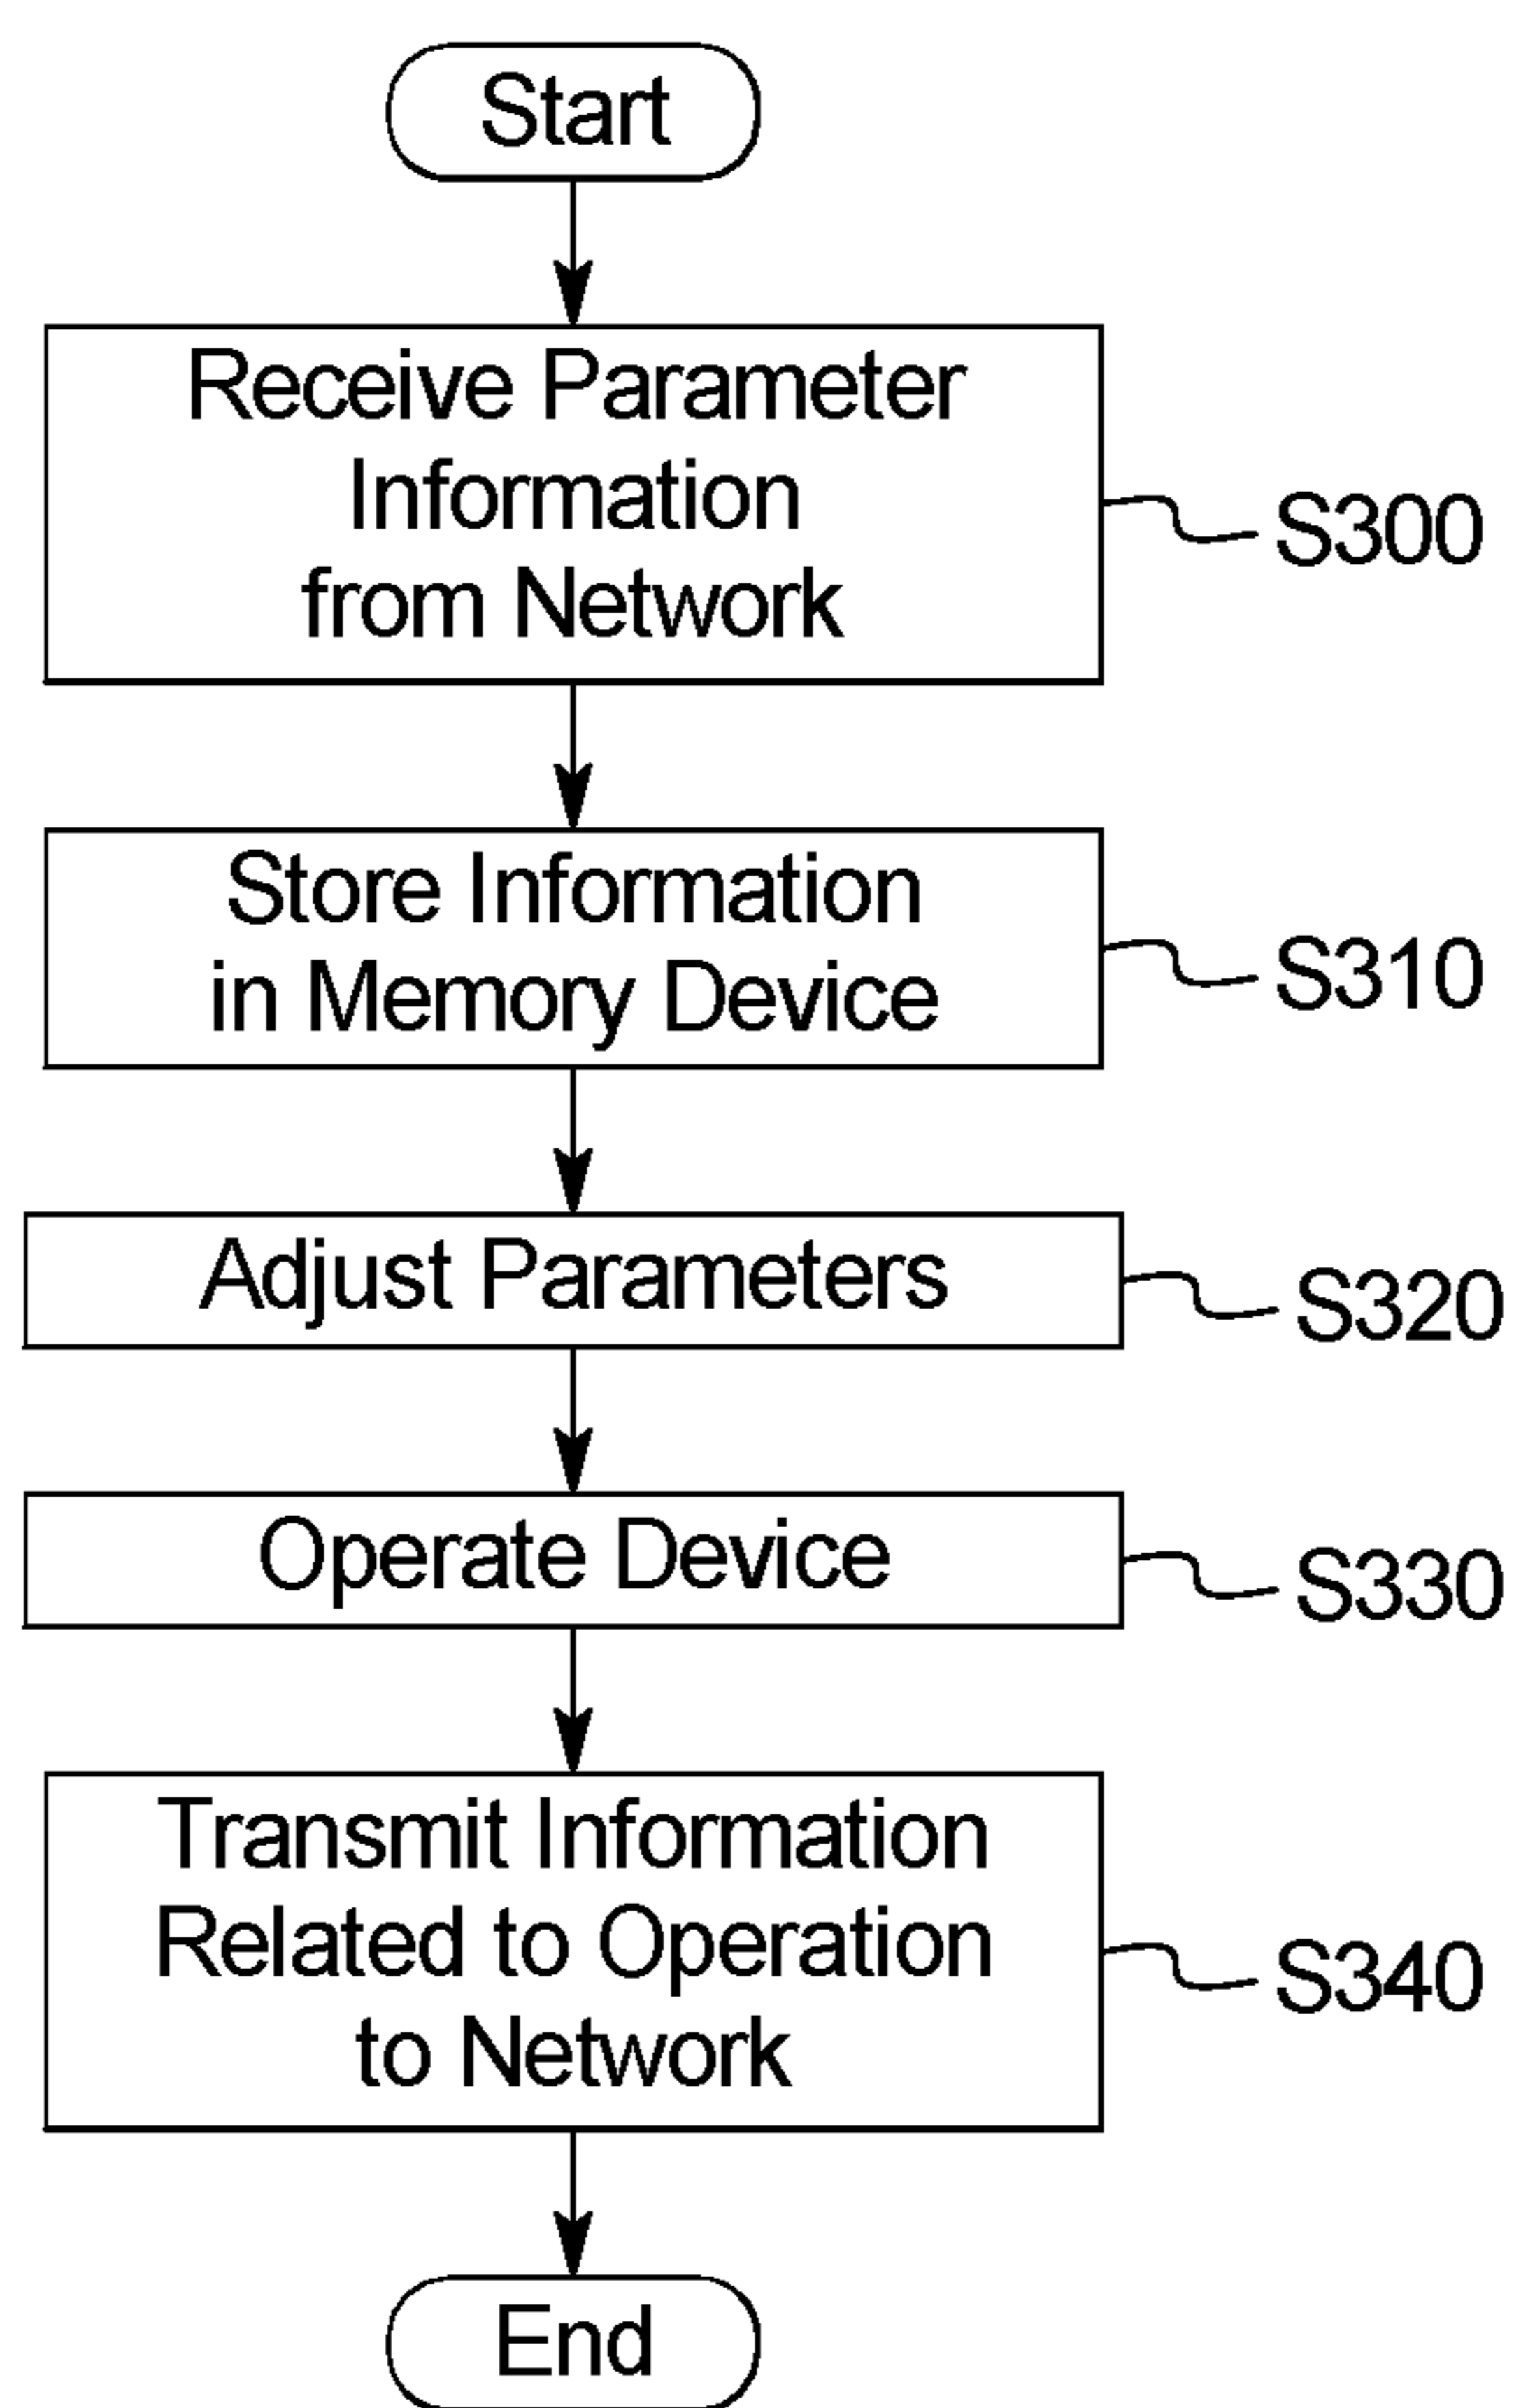 Start
Receive Parameter
Information
from Network
S300
Store Information
in Memory Device
S310
Adjust Parameters
S320
Operate Device
S330
Transmit Information
Related to Operation
to Network
S340
End